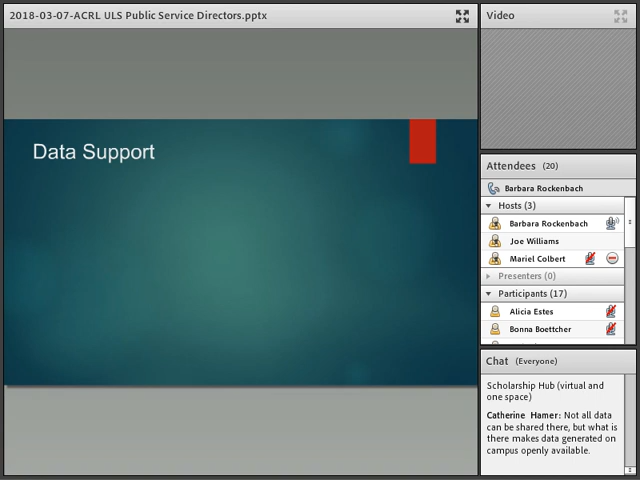 2018-03-07-ACRL ULS Public Service Directors.pptx
Data Support
Video
Attendees (20)
Barbara Rockenbach
Hosts (3)
Barbara Rockenbach
Joe Williams
Mariel Colbert
Presenters (0)
Participants (17)
Alicia Estes
Bonna Boettcher
Chat (Everyone)
Scholarship Hub (virtual and
one space)
Catherine Hamer: Not all data
can be shared there, but what is
there makes data generated on
campus openly available.